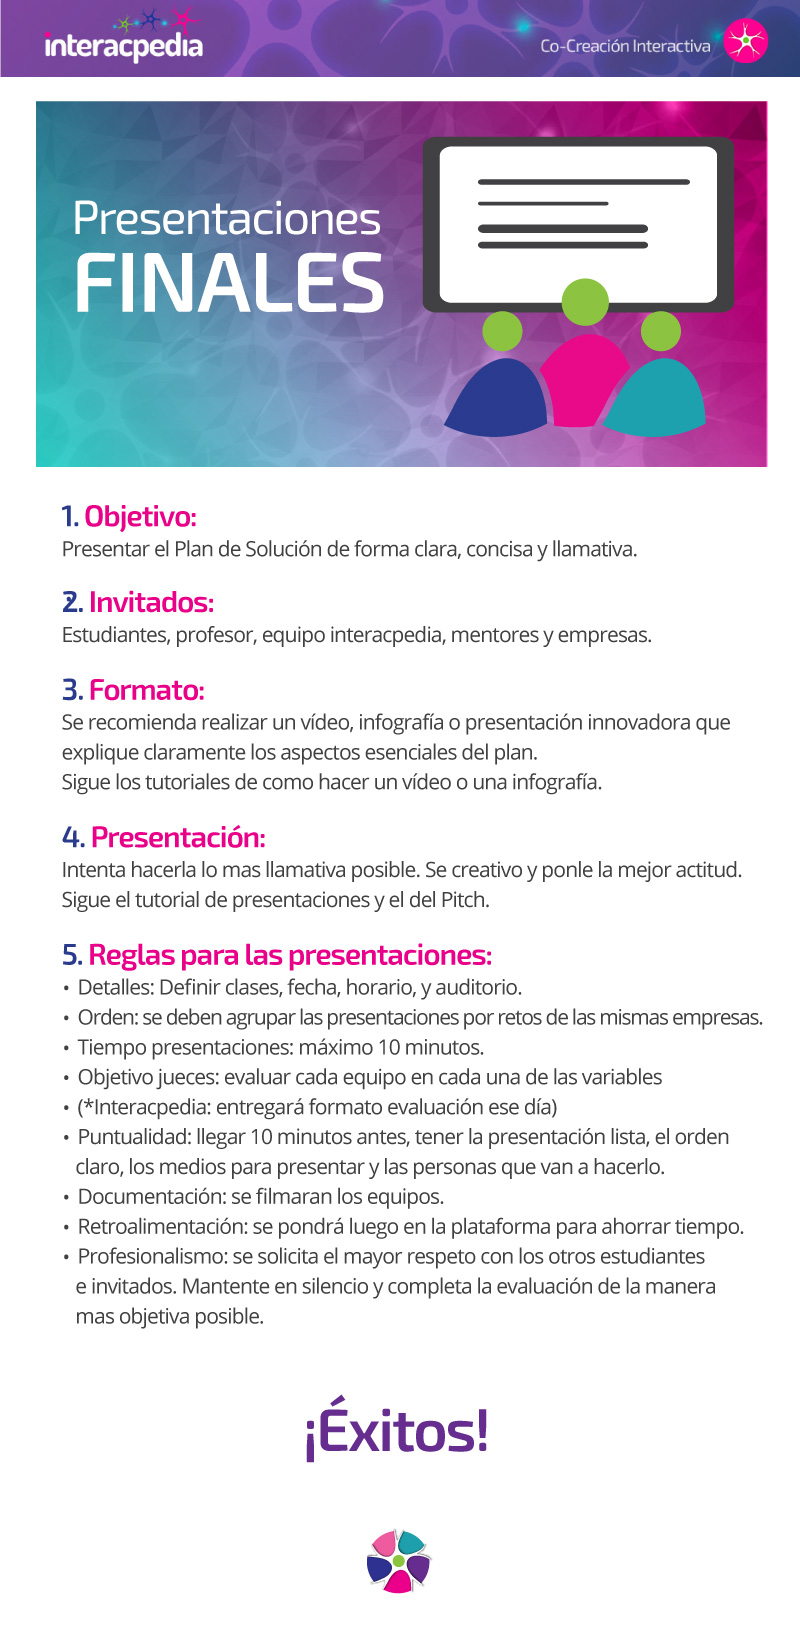 interacpedia
Co-Creación Interactiva
Presentaciones
FINALES
1. Objetivo:
Presentar el Plan de Solución de forma clara, concisa y llamativa.
2. Invitados:
Estudiantes, profesor, equipo interacpedia, mentores y empresas.
3. Formato:
Se recomienda realizar un vídeo, infografía o presentación innovadora que
explique claramente los aspectos esenciales del plan.
Sigue los tutoriales de como hacer un vídeo o una infografía.
4. Presentación:
Intenta hacerla lo mas llamativa posible. Se creativo y ponle la mejor actitud.
Sigue el tutorial de presentaciones y el del Pitch.
5. Reglas para las presentaciones:
• Detalles: Definir clases, fecha, horario, y auditorio.
• Orden: se deben agrupar las presentaciones por retos de las mismas empresas.
• Tiempo presentaciones: máximo 10 minutos.
• Objetivo jueces: evaluar cada equipo en cada una de las variables
• (*Interacpedia: entregará formato evaluación ese día)
• Puntualidad: llegar 10 minutos antes, tener la presentación lista, el orden
claro, los medios para presentar y las personas que van a hacerlo.
• Documentación: se filmaran los equipos.
• Retroalimentación: se pondrá luego en la plataforma para ahorrar tiempo.
• Profesionalismo: se solicita el mayor respeto con los otros estudiantes
e invitados. Mantente en silencio y completa la evaluación de la manera
mas objetiva posible.
¡Éxitos!